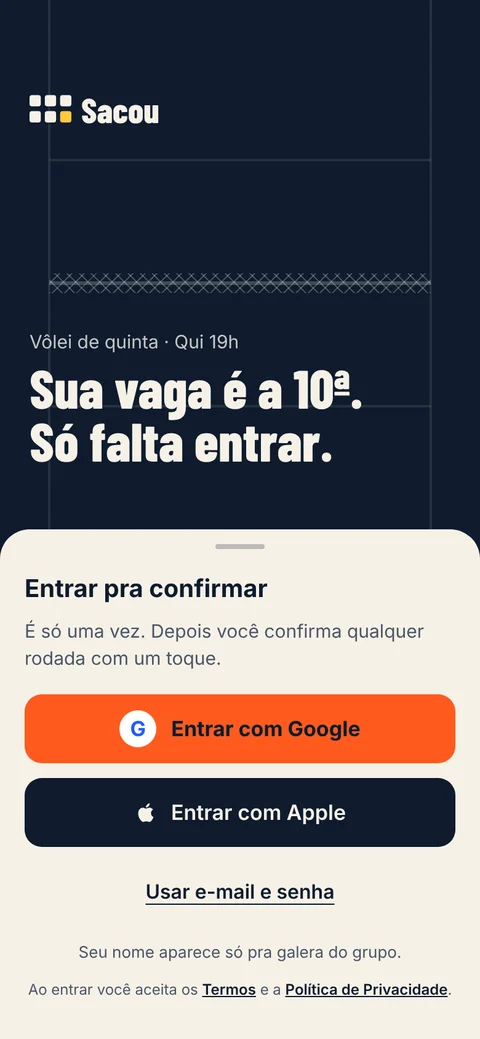 Sacou
Vôlei de quinta · Qui 19h
Sua vaga é a 10ª.
Só falta entrar.
Entrar pra confirmar
É só uma vez. Depois você confirma qualquer
rodada com um toque.
G Entrar com Google
Entrar com Apple
Usar e-mail e senha
Seu nome aparece só pra galera do grupo.
Ao entrar você aceita os Termos e a Política de Privacidade.